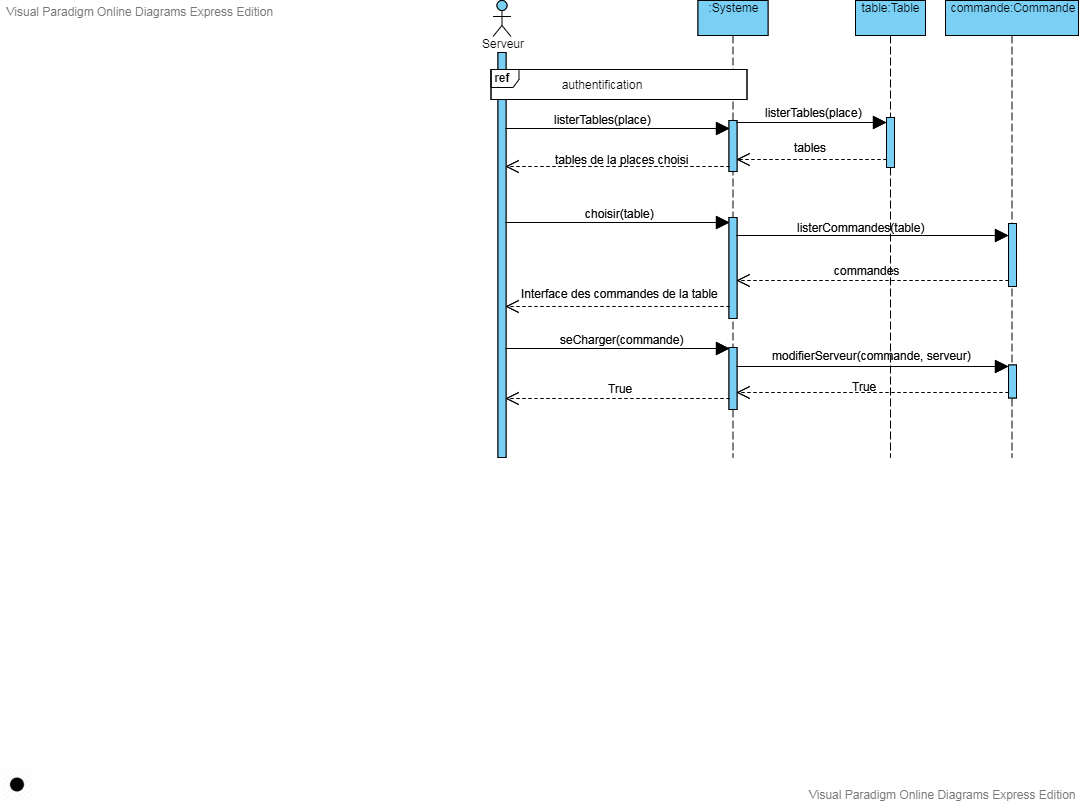 Visual Paradigm Online Diagrams Express Edition
:Systeme
table:Table
commande:Commande
Serveur
ref
authentification
listerTables(place)
listerTables(place)
tables
tables de la places choisi
choisir(table)
listerCommandes(table)
commandes
Interface des commandes de la table
seCharger(commande)
modifierServeur(commande, serveur)
True
True
Visual Paradigm Online Diagrams Express Edition